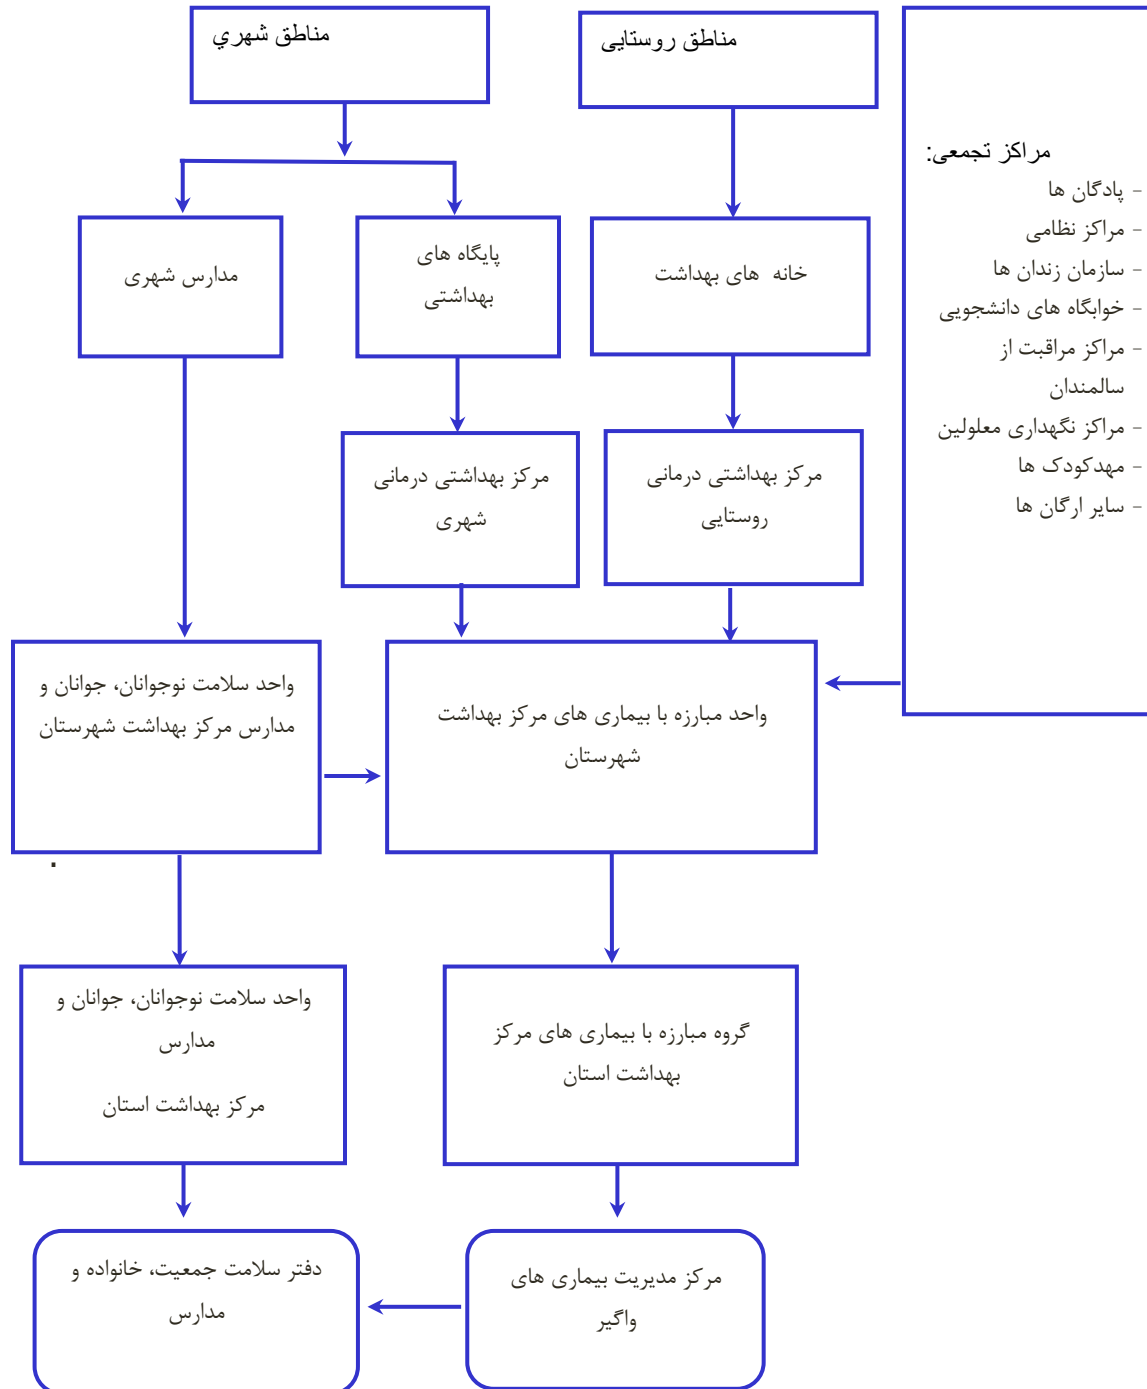 مناطق شهري
مناطق روستایی
مراکز تجمعی:
- پادگان ها
- مراکز نظامی
- سازمان زندان ها
- خوابگاه های دانشجویی
- مراکز مراقبت از
سالمندان
- مراکز نگهداری معلولین
- مهدکودک ها
- سایر ارگان ها
مدارس شهری
پایگاه های
بهداشتی
خانه های بهداشت
مرکز بهداشتی درمانی
شهری
مرکز بهداشتی درمانی
روستایی
واحد سلامت نوجوانان، جوانان و
مدارس مرکز بهداشت شهرستان
.
واحد مبارزه با بیماری های مرکز بهداشت
شهرستان
واحد سلامت نوجوانان، جوانان و
مدارس
مرکز بهداشت استان
گروه مبارزه با بیماری های مرکز
بهداشت استان
دفتر سلامت جمعیت، خانواده و
مدارس
مرکز مدیریت بیماری های
واگیر